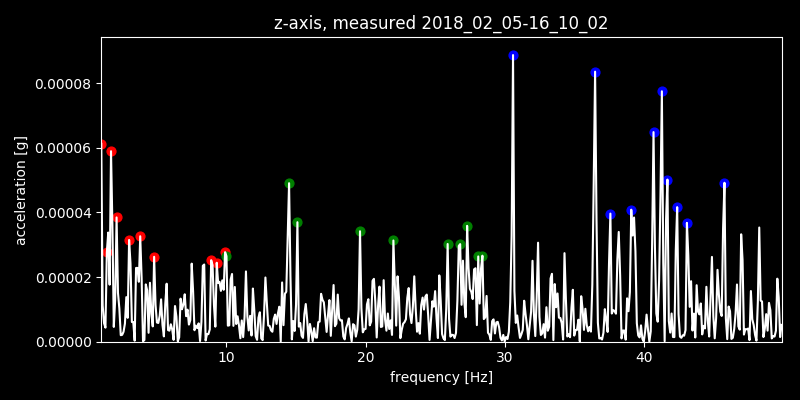 z-axis, measured 2018_02_05-16_10_02
0.00008
0.00006
0.00004
0.00002
0.00000
acceleration [g]
10 20 30 40
frequency [Hz]